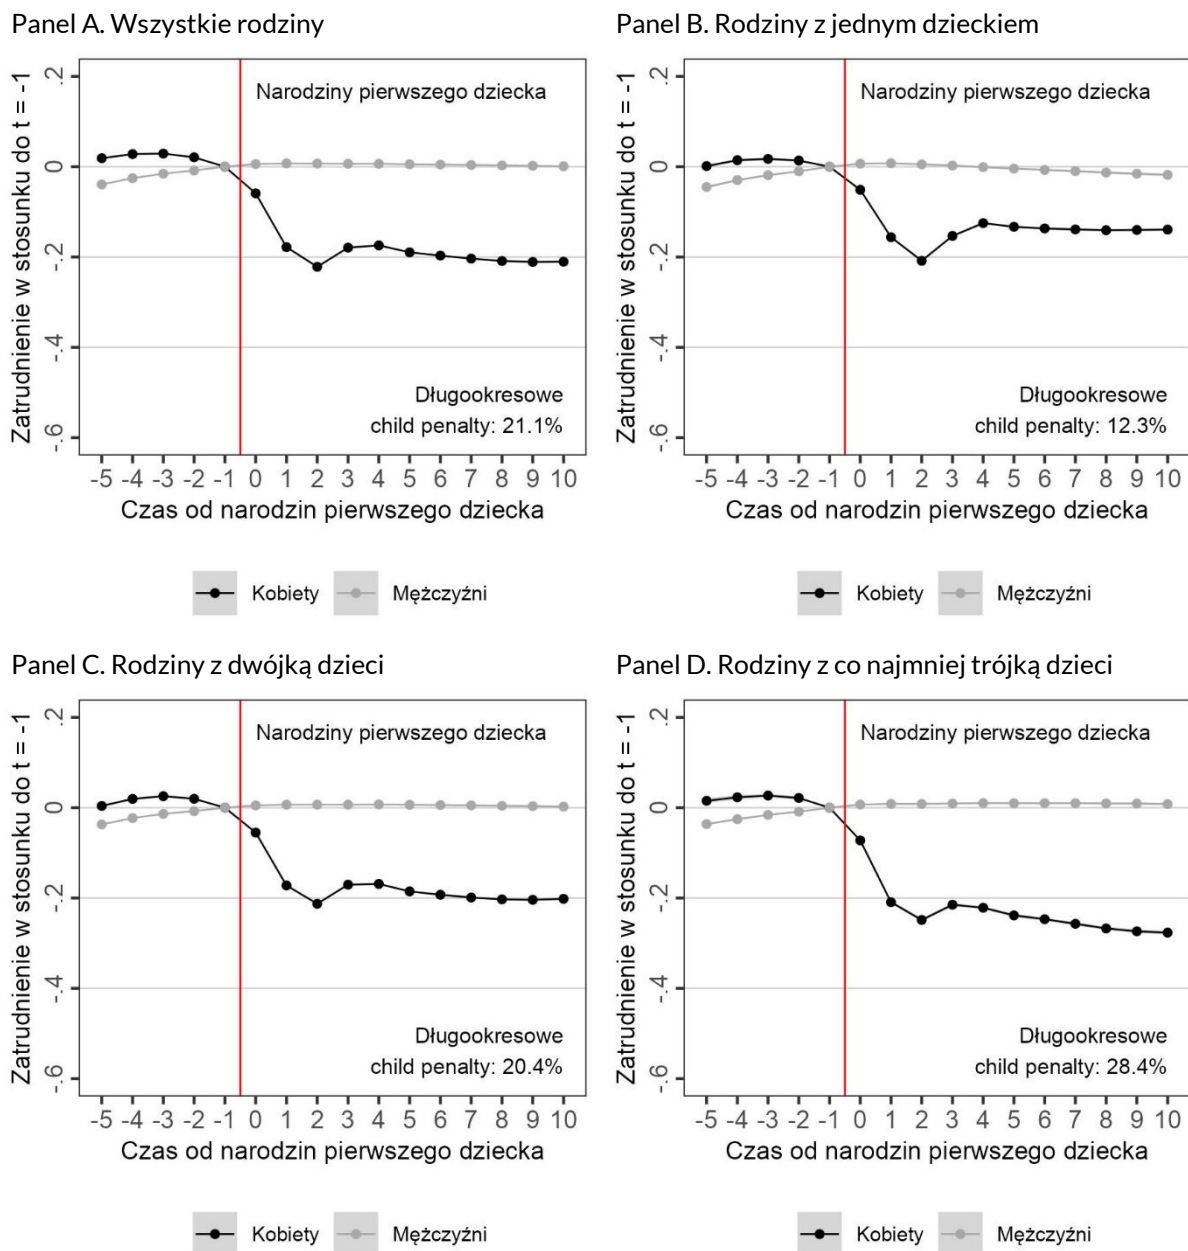 Panel A. Wszystkie rodziny
Zatrudnienie w stosunku do t = -1
.2
0
-.2
-.4
-.6
Narodziny pierwszego dziecka
Długookresowe
child penalty: 21.1%
-5 -4 -3 -2 -1 0 1 2 3 4 5 6 7 8 9 10
Czas od narodzin pierwszego dziecka
Kobiety Mężczyźni
Panel B. Rodziny z jednym dzieckiem
Zatrudnienie w stosunku do t = -1
.2
0
-.2
-.4
-.6
Narodziny pierwszego dziecka
Długookresowe
child penalty: 12.3%
-5 -4 -3 -2 -1 0 1 2 3 4 5 6 7 8 9 10
Czas od narodzin pierwszego dziecka
Kobiety Mężczyźni
Panel C. Rodziny z dwójką dzieci
Zatrudnienie w stosunku do t = -1
.2
0
-.2
-.4
-.6
Narodziny pierwszego dziecka
Długookresowe
child penalty: 20.4%
-5 -4 -3 -2 -1 0 1 2 3 4 5 6 7 8 9 10
Czas od narodzin pierwszego dziecka
Kobiety Mężczyźni
Panel D. Rodziny z co najmniej trójką dzieci
Zatrudnienie w stosunku do t = -1
.2
0
-.2
-.4
-.6
Narodziny pierwszego dziecka
Długookresowe
child penalty: 28.4%
-5 -4 -3 -2 -1 0 1 2 3 4 5 6 7 8 9 10
Czas od narodzin pierwszego dziecka
Kobiety Mężczyźni